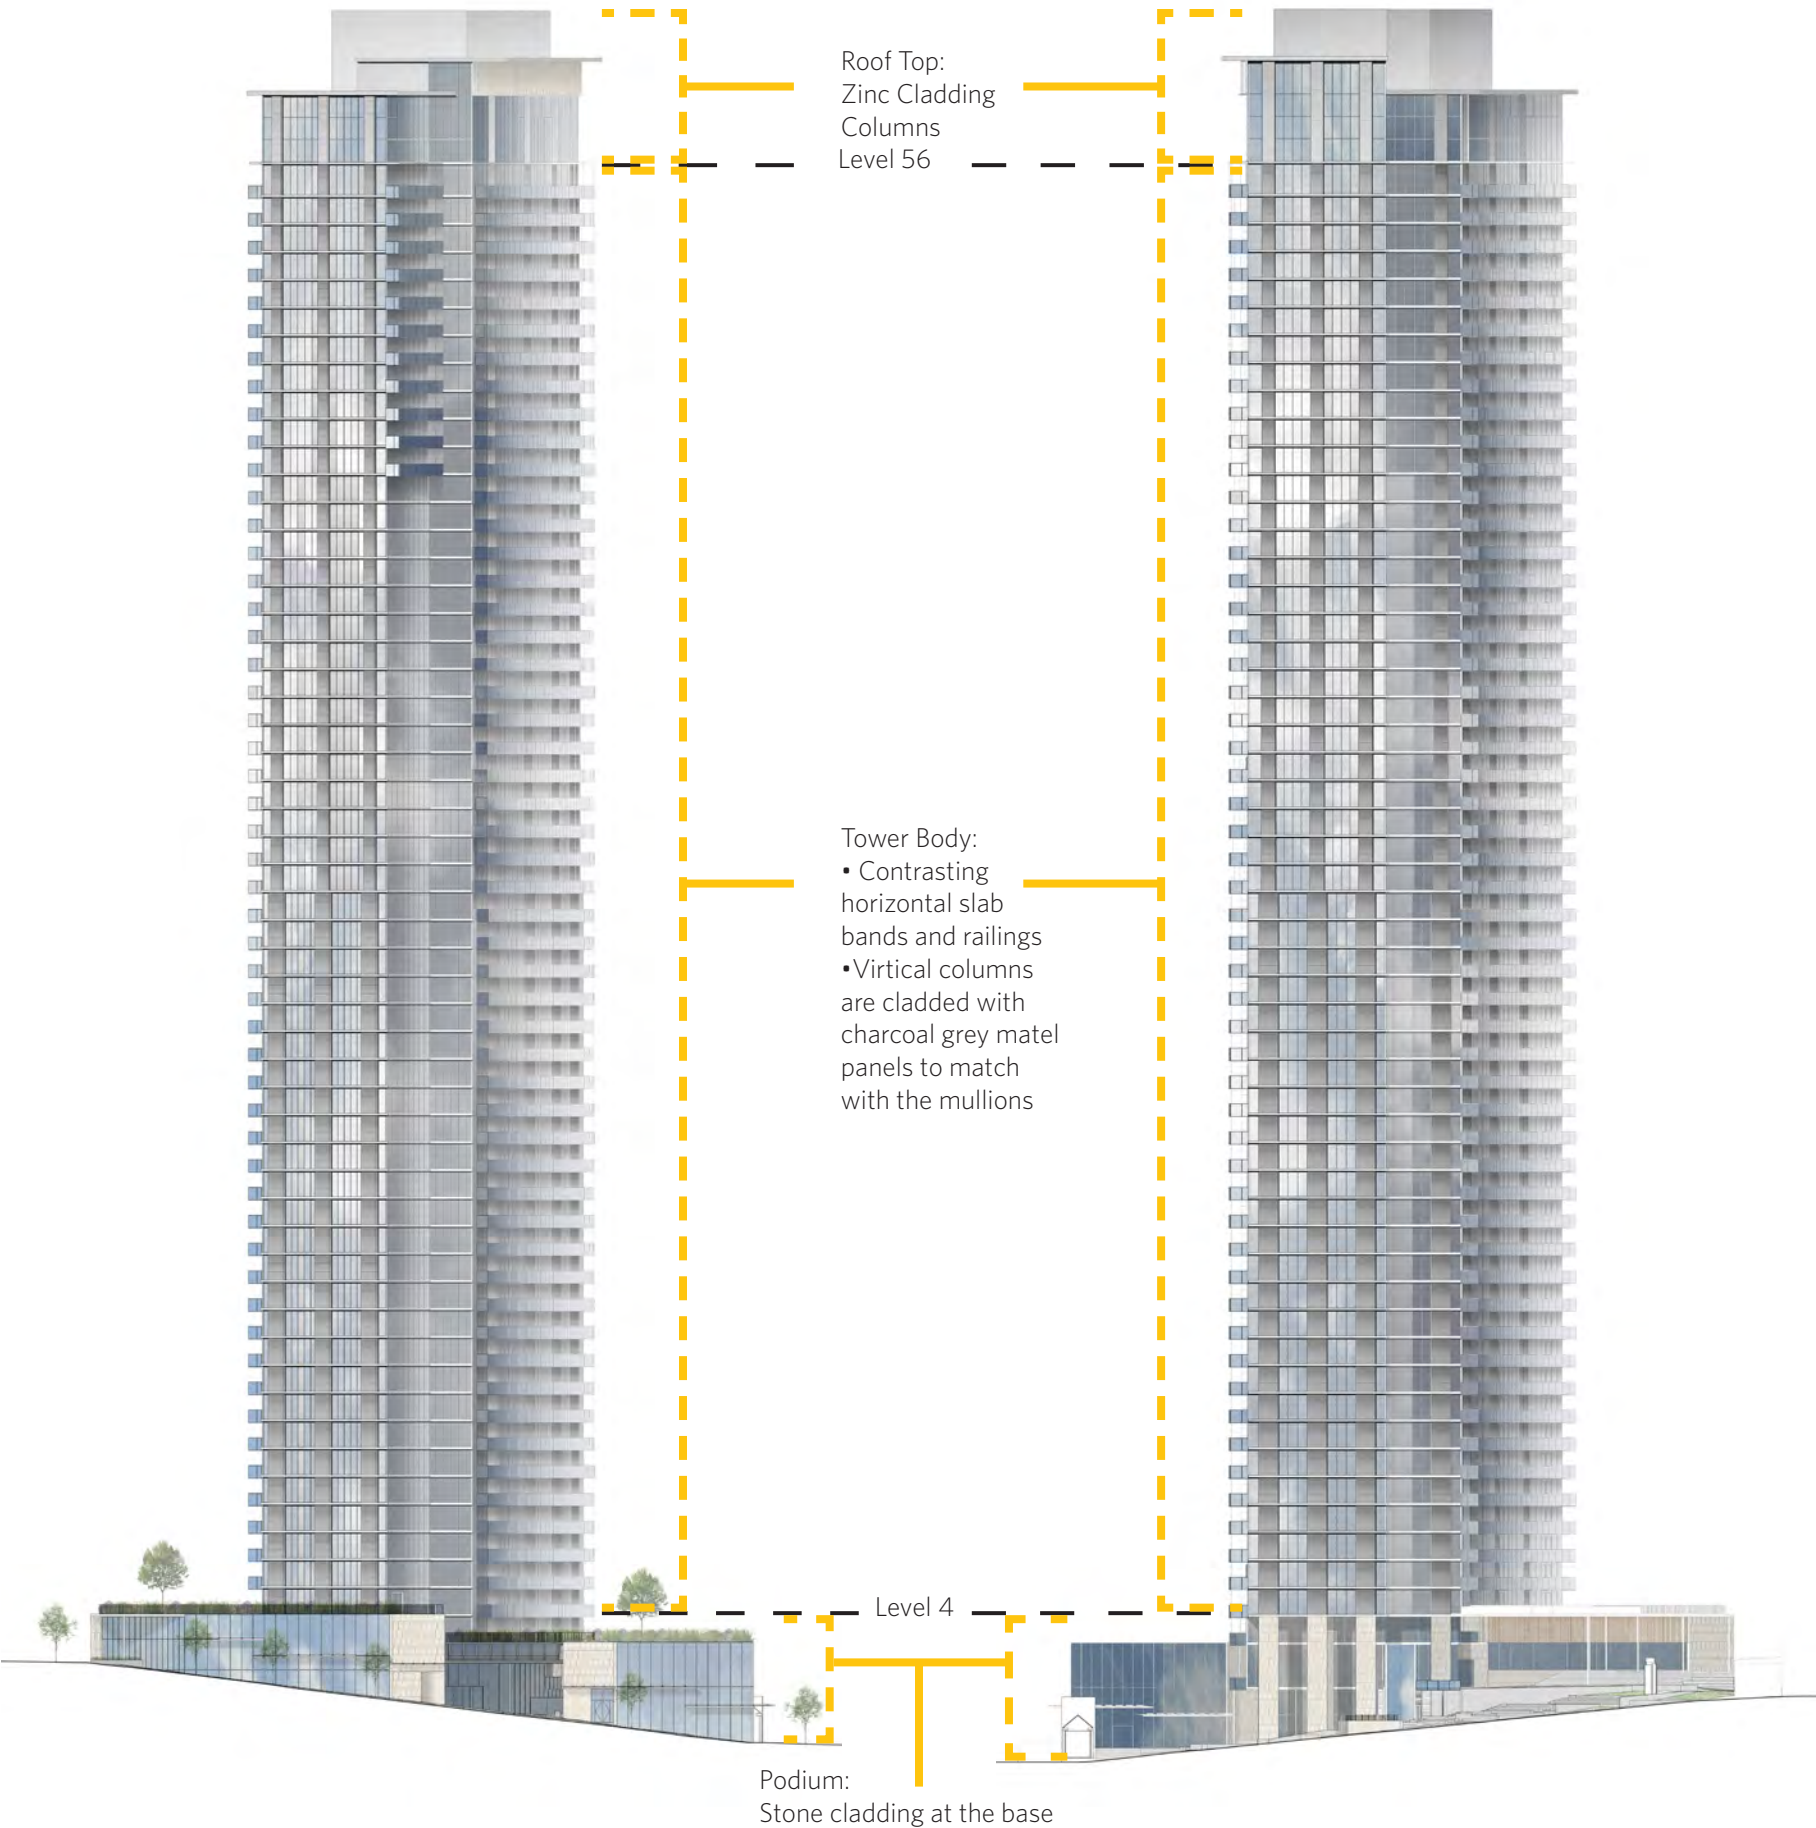 Roof Top:
Zinc Cladding
Columns
Level 56
Tower Body:
• Contrasting
horizontal slab
bands and railings
•Virtical columns
are cladded with
charcoal grey matel
panels to match
with the mullions
Level 4
Podium:
Stone cladding at the base